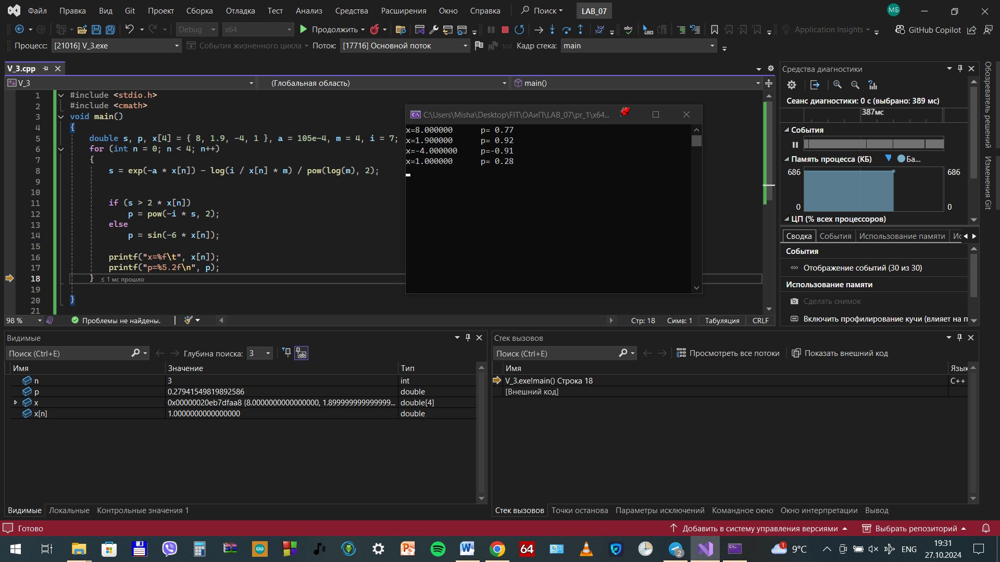 Файл Правка Вид Git Проект Сборка Отладка Тест Анализ Средства Расширения Окно Справка Поиск LAB_07 МБ
Debug x64 Продолжить Application Insights GitHub Copilot
Процесс: [21016] V_3.exe События жизненного цикла Поток: [17716] Основной поток Кадр стека: main
V_3.cpp
V_3 (Глобальная область) main()
1 #include <stdio.h>
2 #include <cmath>
3 void main()
4 {
5 double s, p, x[4] = { 8, 1.9, -4, 1 }, a = 105e-4, m = 4, i = 7;
6 for (int n = 0; n < 4; n++)
7 {
8 s = exp(-a * x[n]) - log(i / x[n] * m) / pow(log(m), 2);
9
10
11 if (s > 2 * x[n])
12 p = pow(-i * s, 2);
13 else
14 p = sin(-6 * x[n]);
15
16 printf("x=%f\t", x[n]);
17 printf("p=%5.2f\n", p);
18 } ≤ 1 мс прошло
19
20 }
21
C:\Users\Misha\Desktop\FIT\ОАиП\LAB_07\pr_1\x64...
x=8.000000 p= 0.77
x=1.900000 p= 0.92
x=-4.000000 p=-0.91
x=1.000000 p= 0.28
98 % Проблемы не найдены. Стр: 18 Симв: 1 Табуляция CRLF
Средства диагностики
Сеанс диагностики: 0 с (выбрано: 389 мс)
387мс
События
Память процесса (КБ) Ба...
686 686
0 0
ЦП (% всех процессоров)
Сводка События Использование памяти Ис
События
Отображение событий (30 из 30)
Использование памяти
Сделать снимок
Включить профилирование кучи (влияет на п
Обозреватель решений
Изменения Git
Видимые
Поиск (Ctrl+E) Глубина поиска: 3
Имя Значение Тип
n 3 int
p 0.27941549819892586 double
x 0x00000020eb7dfaa8 {8.0000000000000000, 1.899999999999999... double[4]
x[n] 1.0000000000000000 double
Видимые Локальные Контрольные значения 1
Стек вызовов
Поиск (Ctrl+E) Просмотреть все потоки Показать внешний код
Имя Язык
V_3.exe!main() Строка 18 C++
[Внешний код]
Стек вызовов Точки останова Параметры исключений Командное окно Окно интерпретации Вывод
Готово Добавить в систему управления версиями Выбрать репозиторий
64 2 1 9°C ENG 19:31
27.10.2024